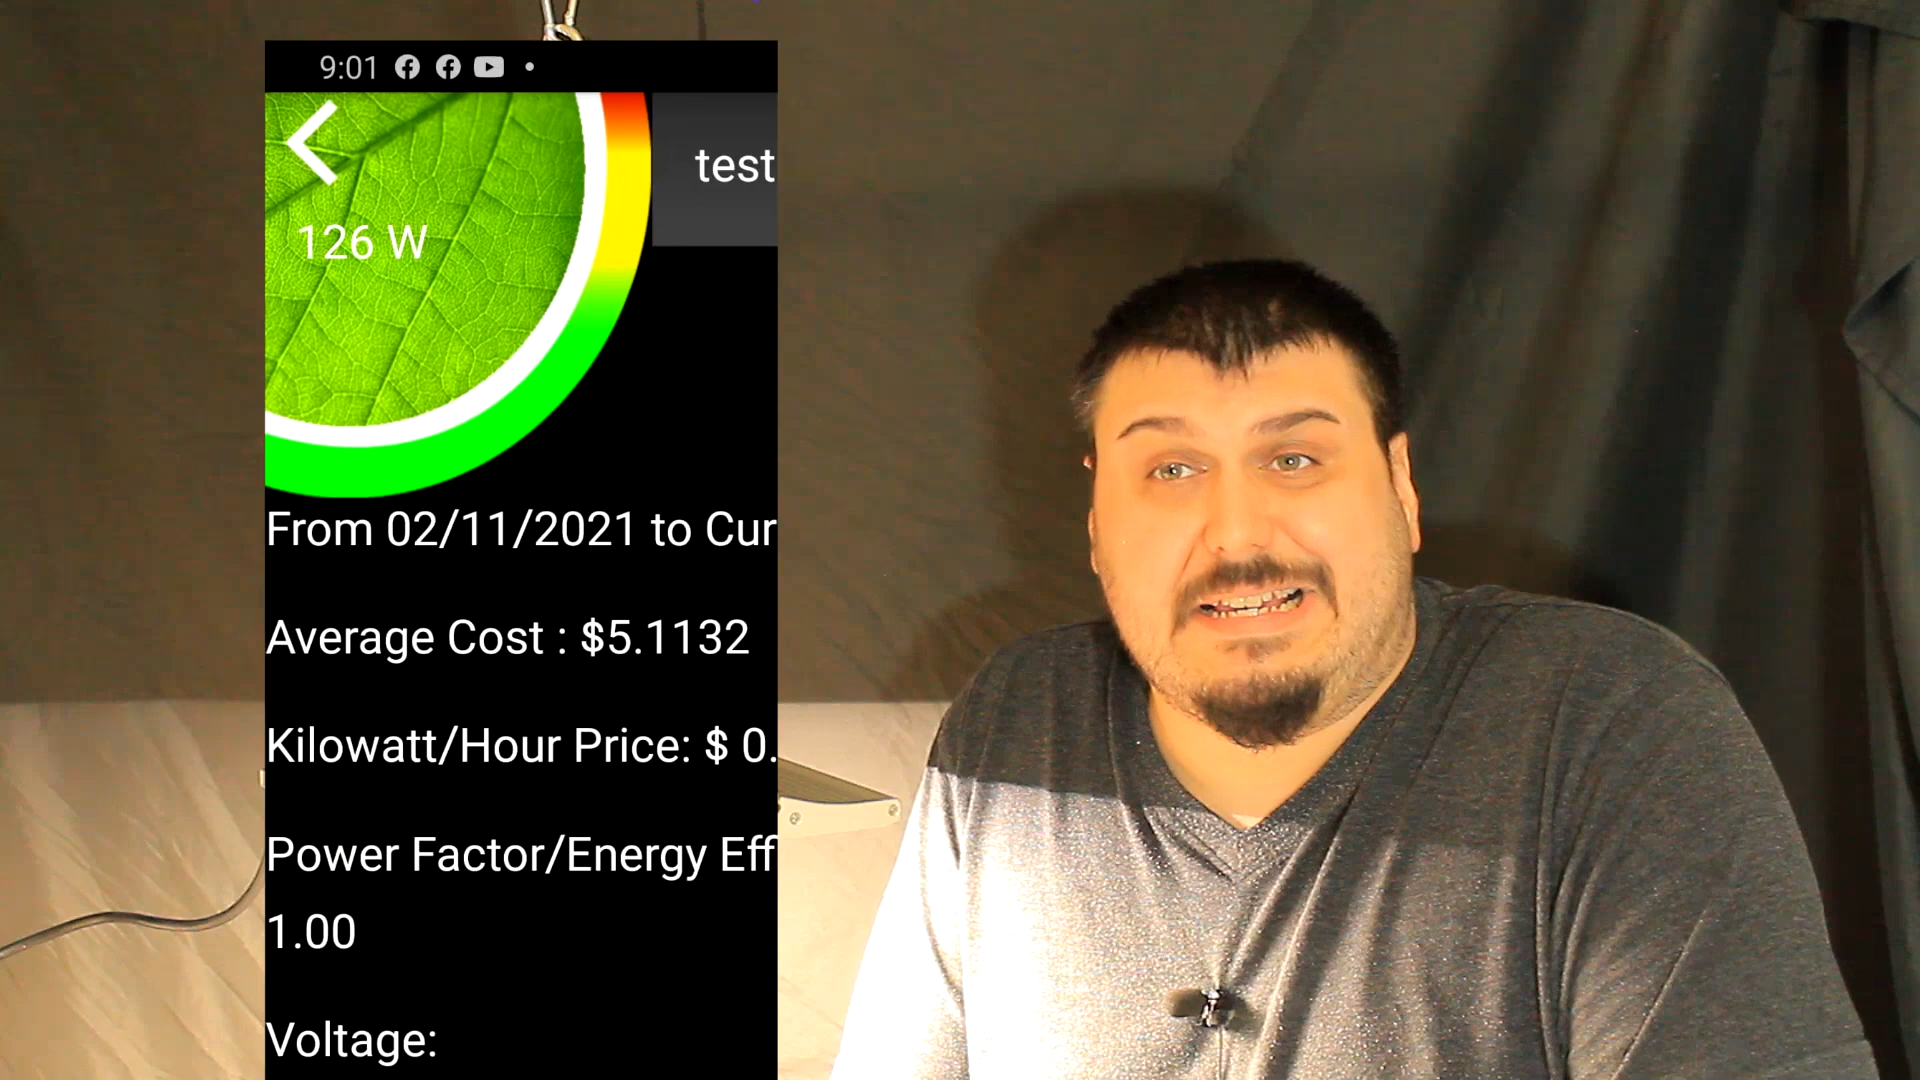 9:01
test
126 W
From 02/11/2021 to Cur
Average Cost : $5.1132
Kilowatt/Hour Price: $ 0.
Power Factor/Energy Eff
1.00
Voltage: